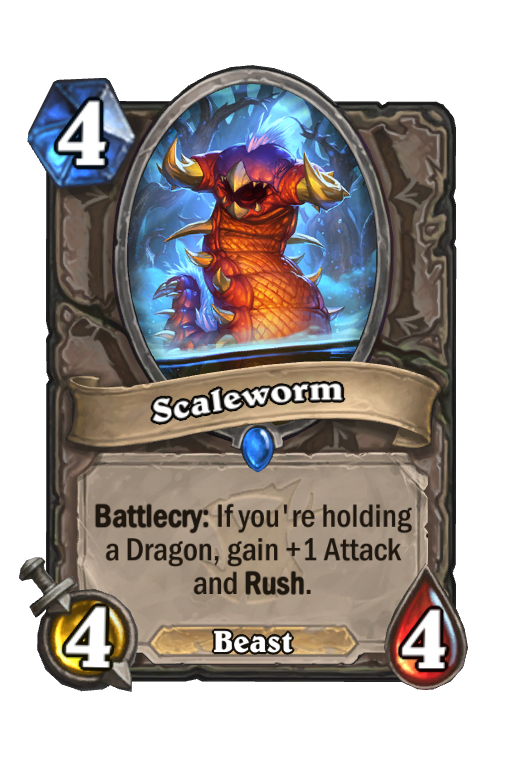 4
Scaleworm
Battlecry: If you're holding
a Dragon, gain +1 Attack
and Rush.
4
Beast
4